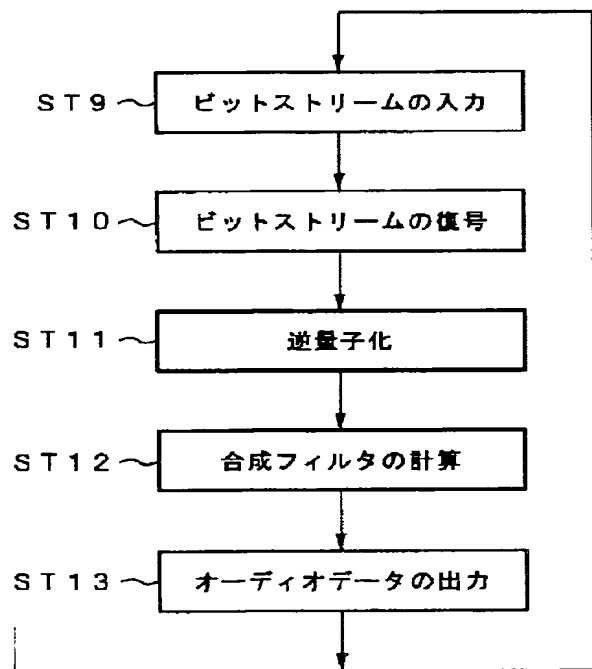 ST9 ビットストリームの入力
ST10 ビットストリームの復号
ST11 逆量子化
ST12 合成フィルタの計算
ST13 オーディオデータの出力